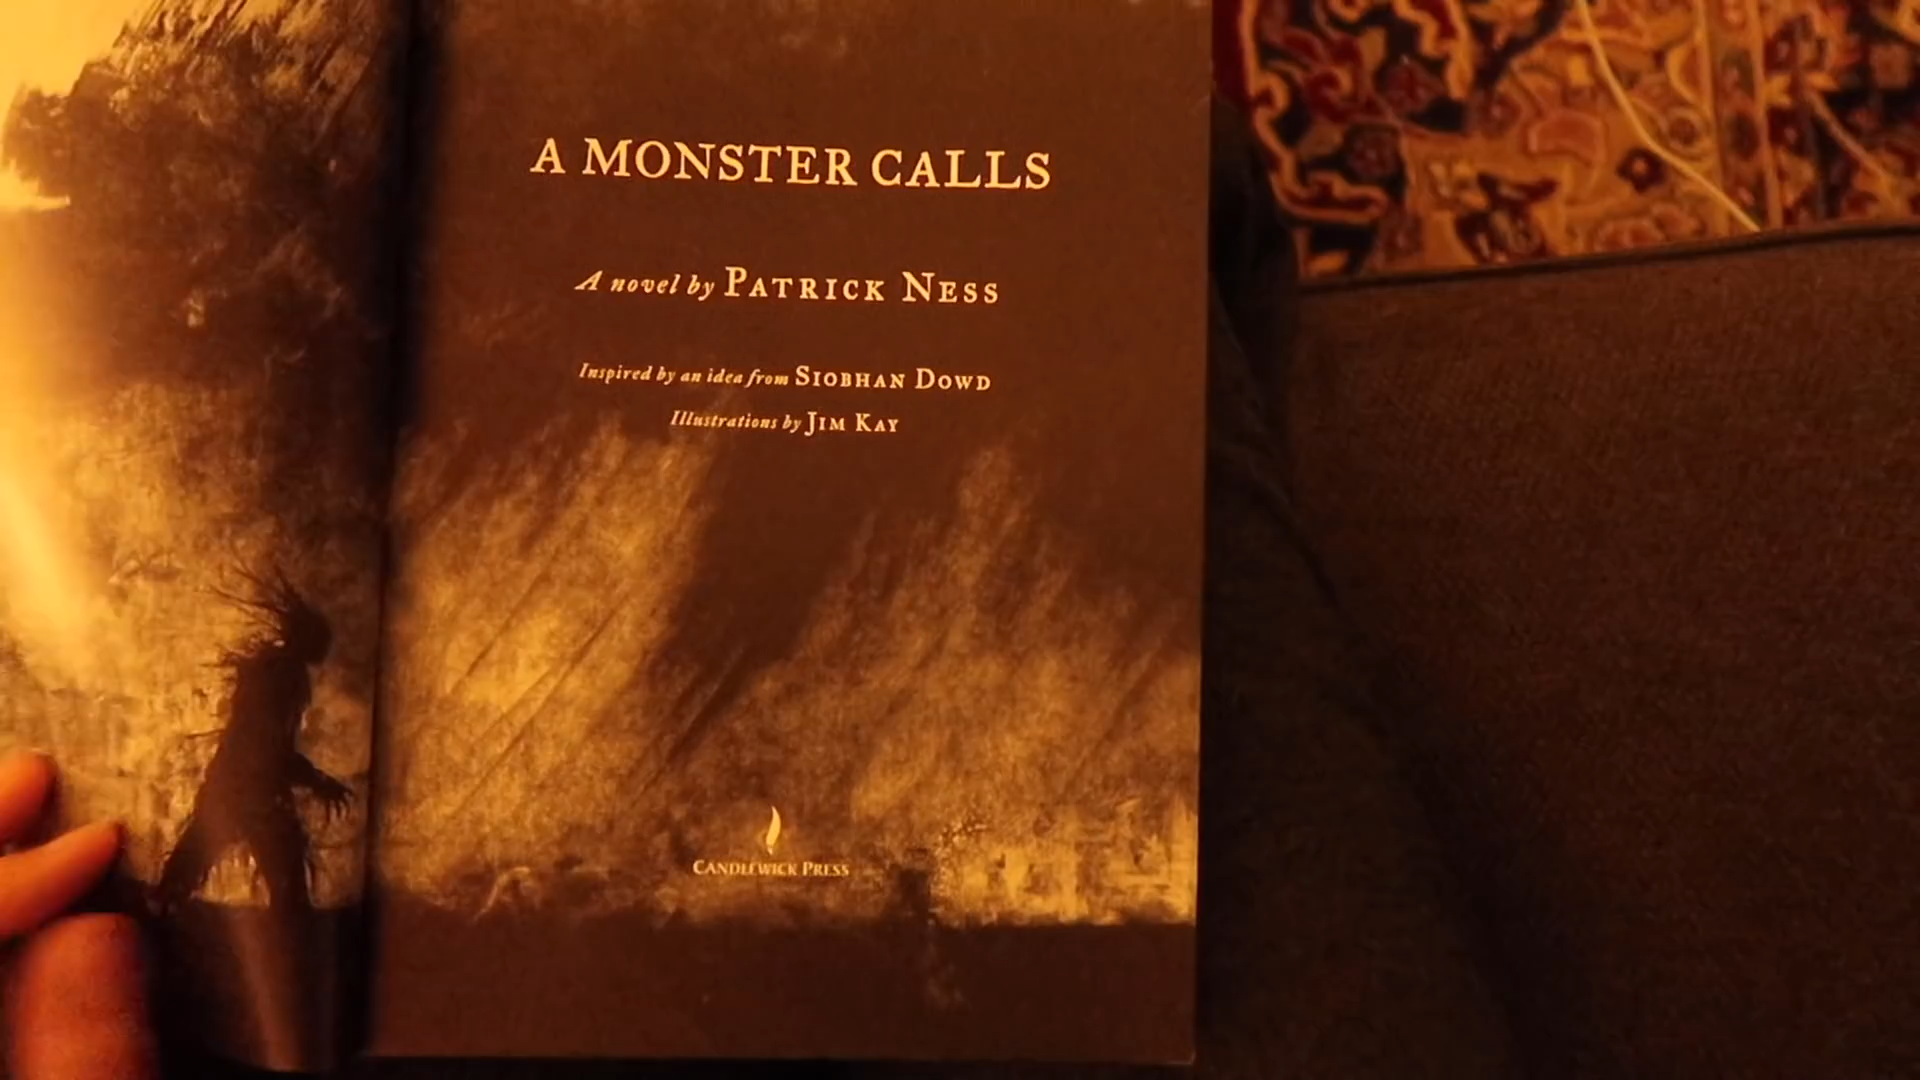 A MONSTER CALLS
A novel by PATRICK NESS
Inspired by an idea from SIOBHAN DOWD
Illustrations by JIM KAY
CANDLEWICK PRESS